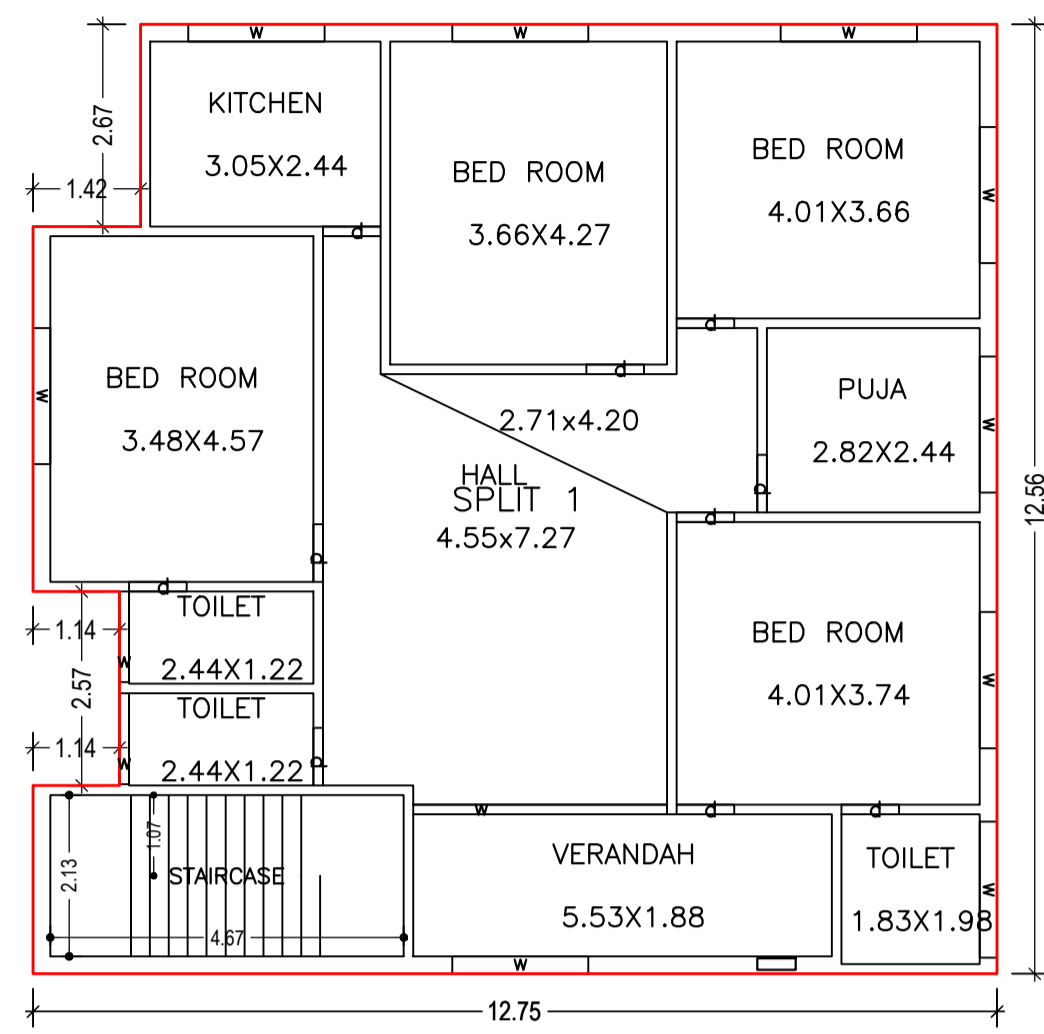 W
W
W
KITCHEN
3.05X2.44
BED ROOM
3.66X4.27
BED ROOM
4.01X3.66
2.67
1.42
W
d
d
d
BED ROOM
3.48X4.57
W
2.71x4.20
PUJA
2.82X2.44
W
HALL
SPLIT 1
4.55x7.27
d
d
12.56
d
d
TOILET
2.44X1.22
W
1.14
2.57
BED ROOM
4.01X3.74
W
TOILET
2.44X1.22
W
1.14
d
W
d
d
2.13
1.07
STAIRCASE
4.67
VERANDAH
5.53X1.88
TOILET
1.83X1.98
W
W
12.75